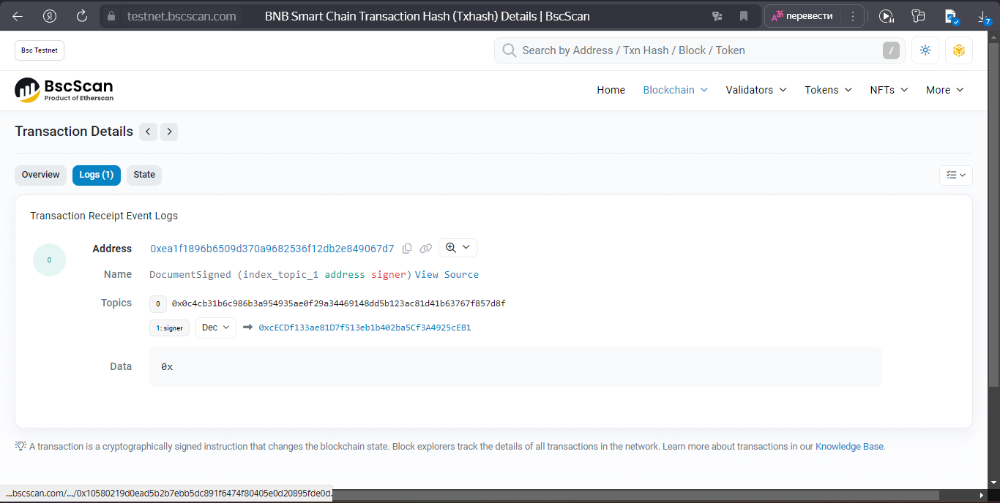 testnet.bscscan.com BNB Smart Chain Transaction Hash (Txhash) Details | BscScan перевести
7
Bsc Testnet Search by Address / Txn Hash / Block / Token /
BscScan
Product of Etherscan
Home Blockchain Validators Tokens NFTs More
Transaction Details
Overview Logs (1) State
Transaction Receipt Event Logs
0
Address 0xea1f1896b6509d370a9682536f12db2e849067d7
Name DocumentSigned (index_topic_1 address signer) View Source
Topics 0 0x0c4cb31b6c986b3a954935ae0f29a34469148dd5b123ac81d41b63767f857d8f
1: signer Dec 0xcECDf133ae81D7f513eb1b402ba5Cf3A4925cEB1
Data 0x
A transaction is a cryptographically signed instruction that changes the blockchain state. Block explorers track the details of all transactions in the network. Learn more about transactions in our Knowledge Base.
...bscscan.com/.../0x10580219d0ead5b2b7ebb5dc891f6474f80405e0d20895fde0d.